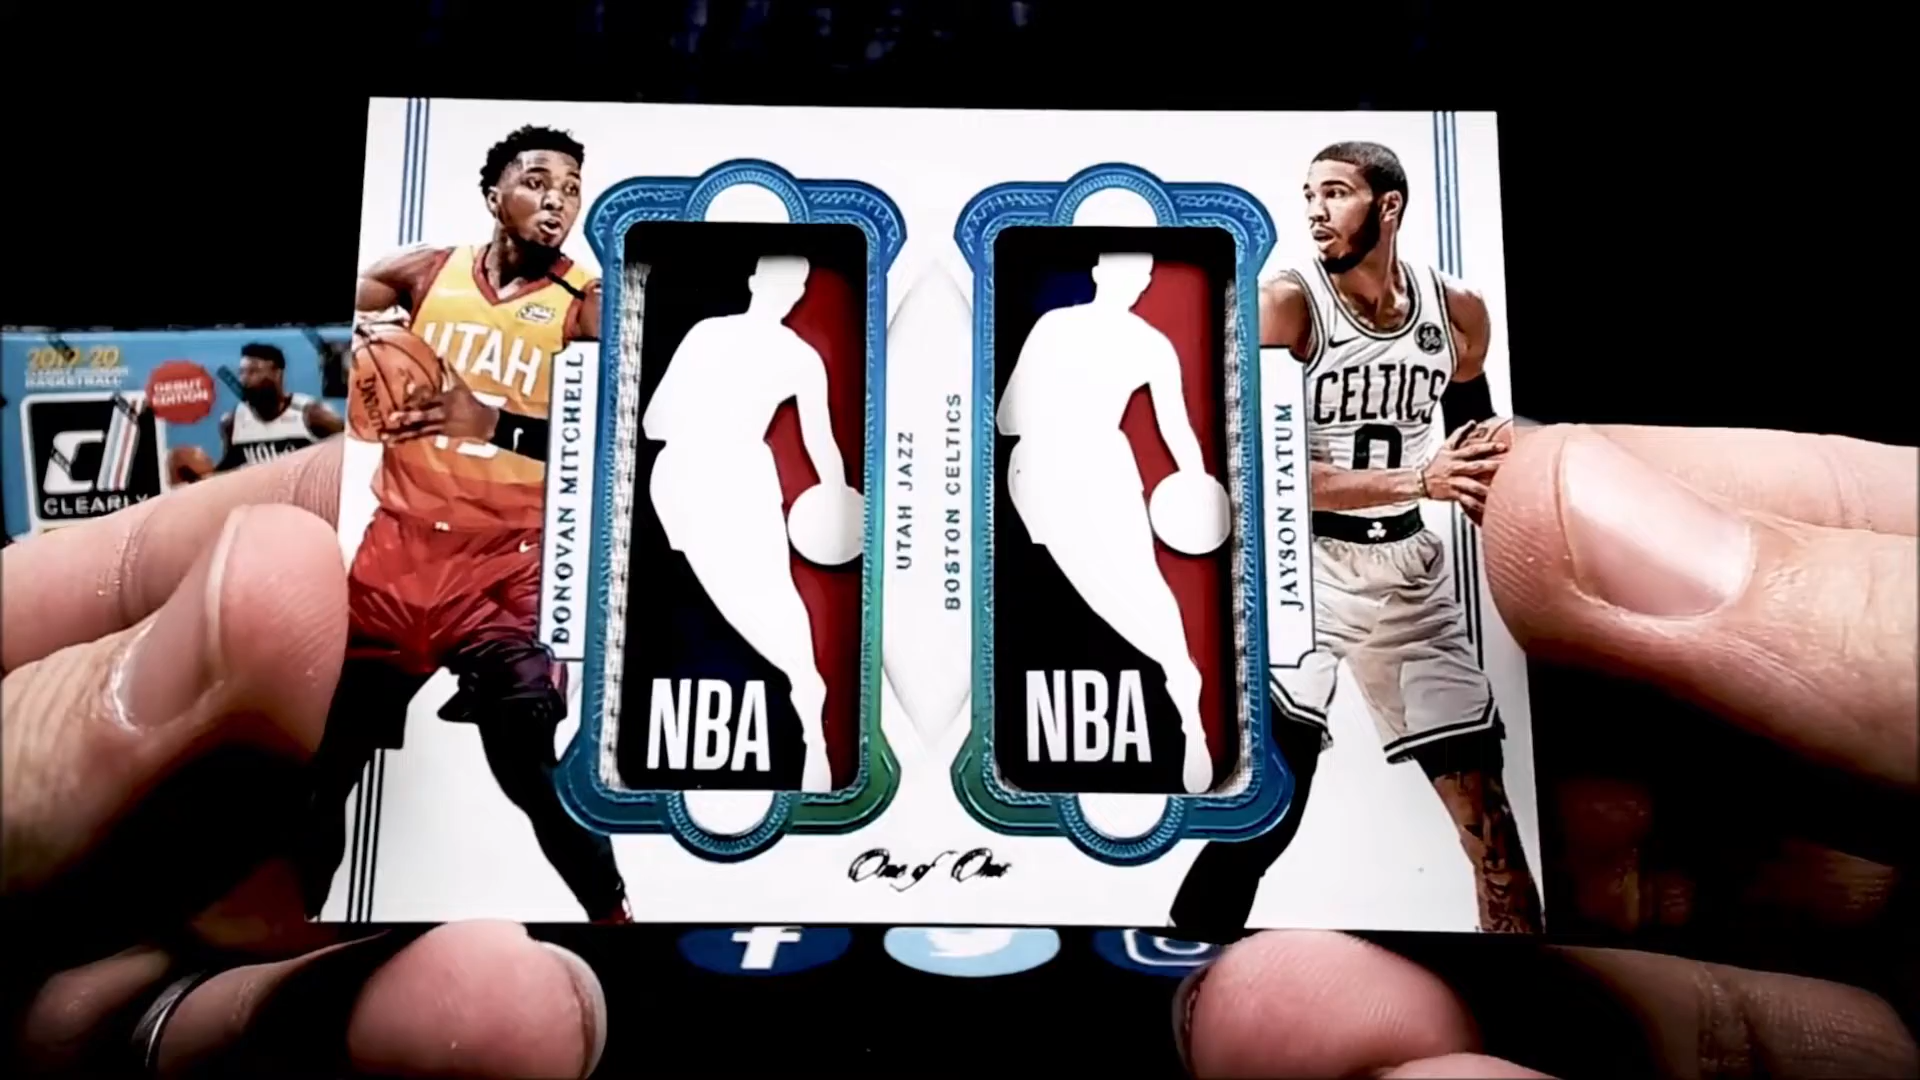 UTAH
DONOVAN MITCHELL
NBA
UTAH JAZZ
BOSTON CELTICS
NBA
JAYSON TATUM
CELTICS
0
One of One
2019-20
BASKETBALL
DEBUT
EDITION
CLEARLY